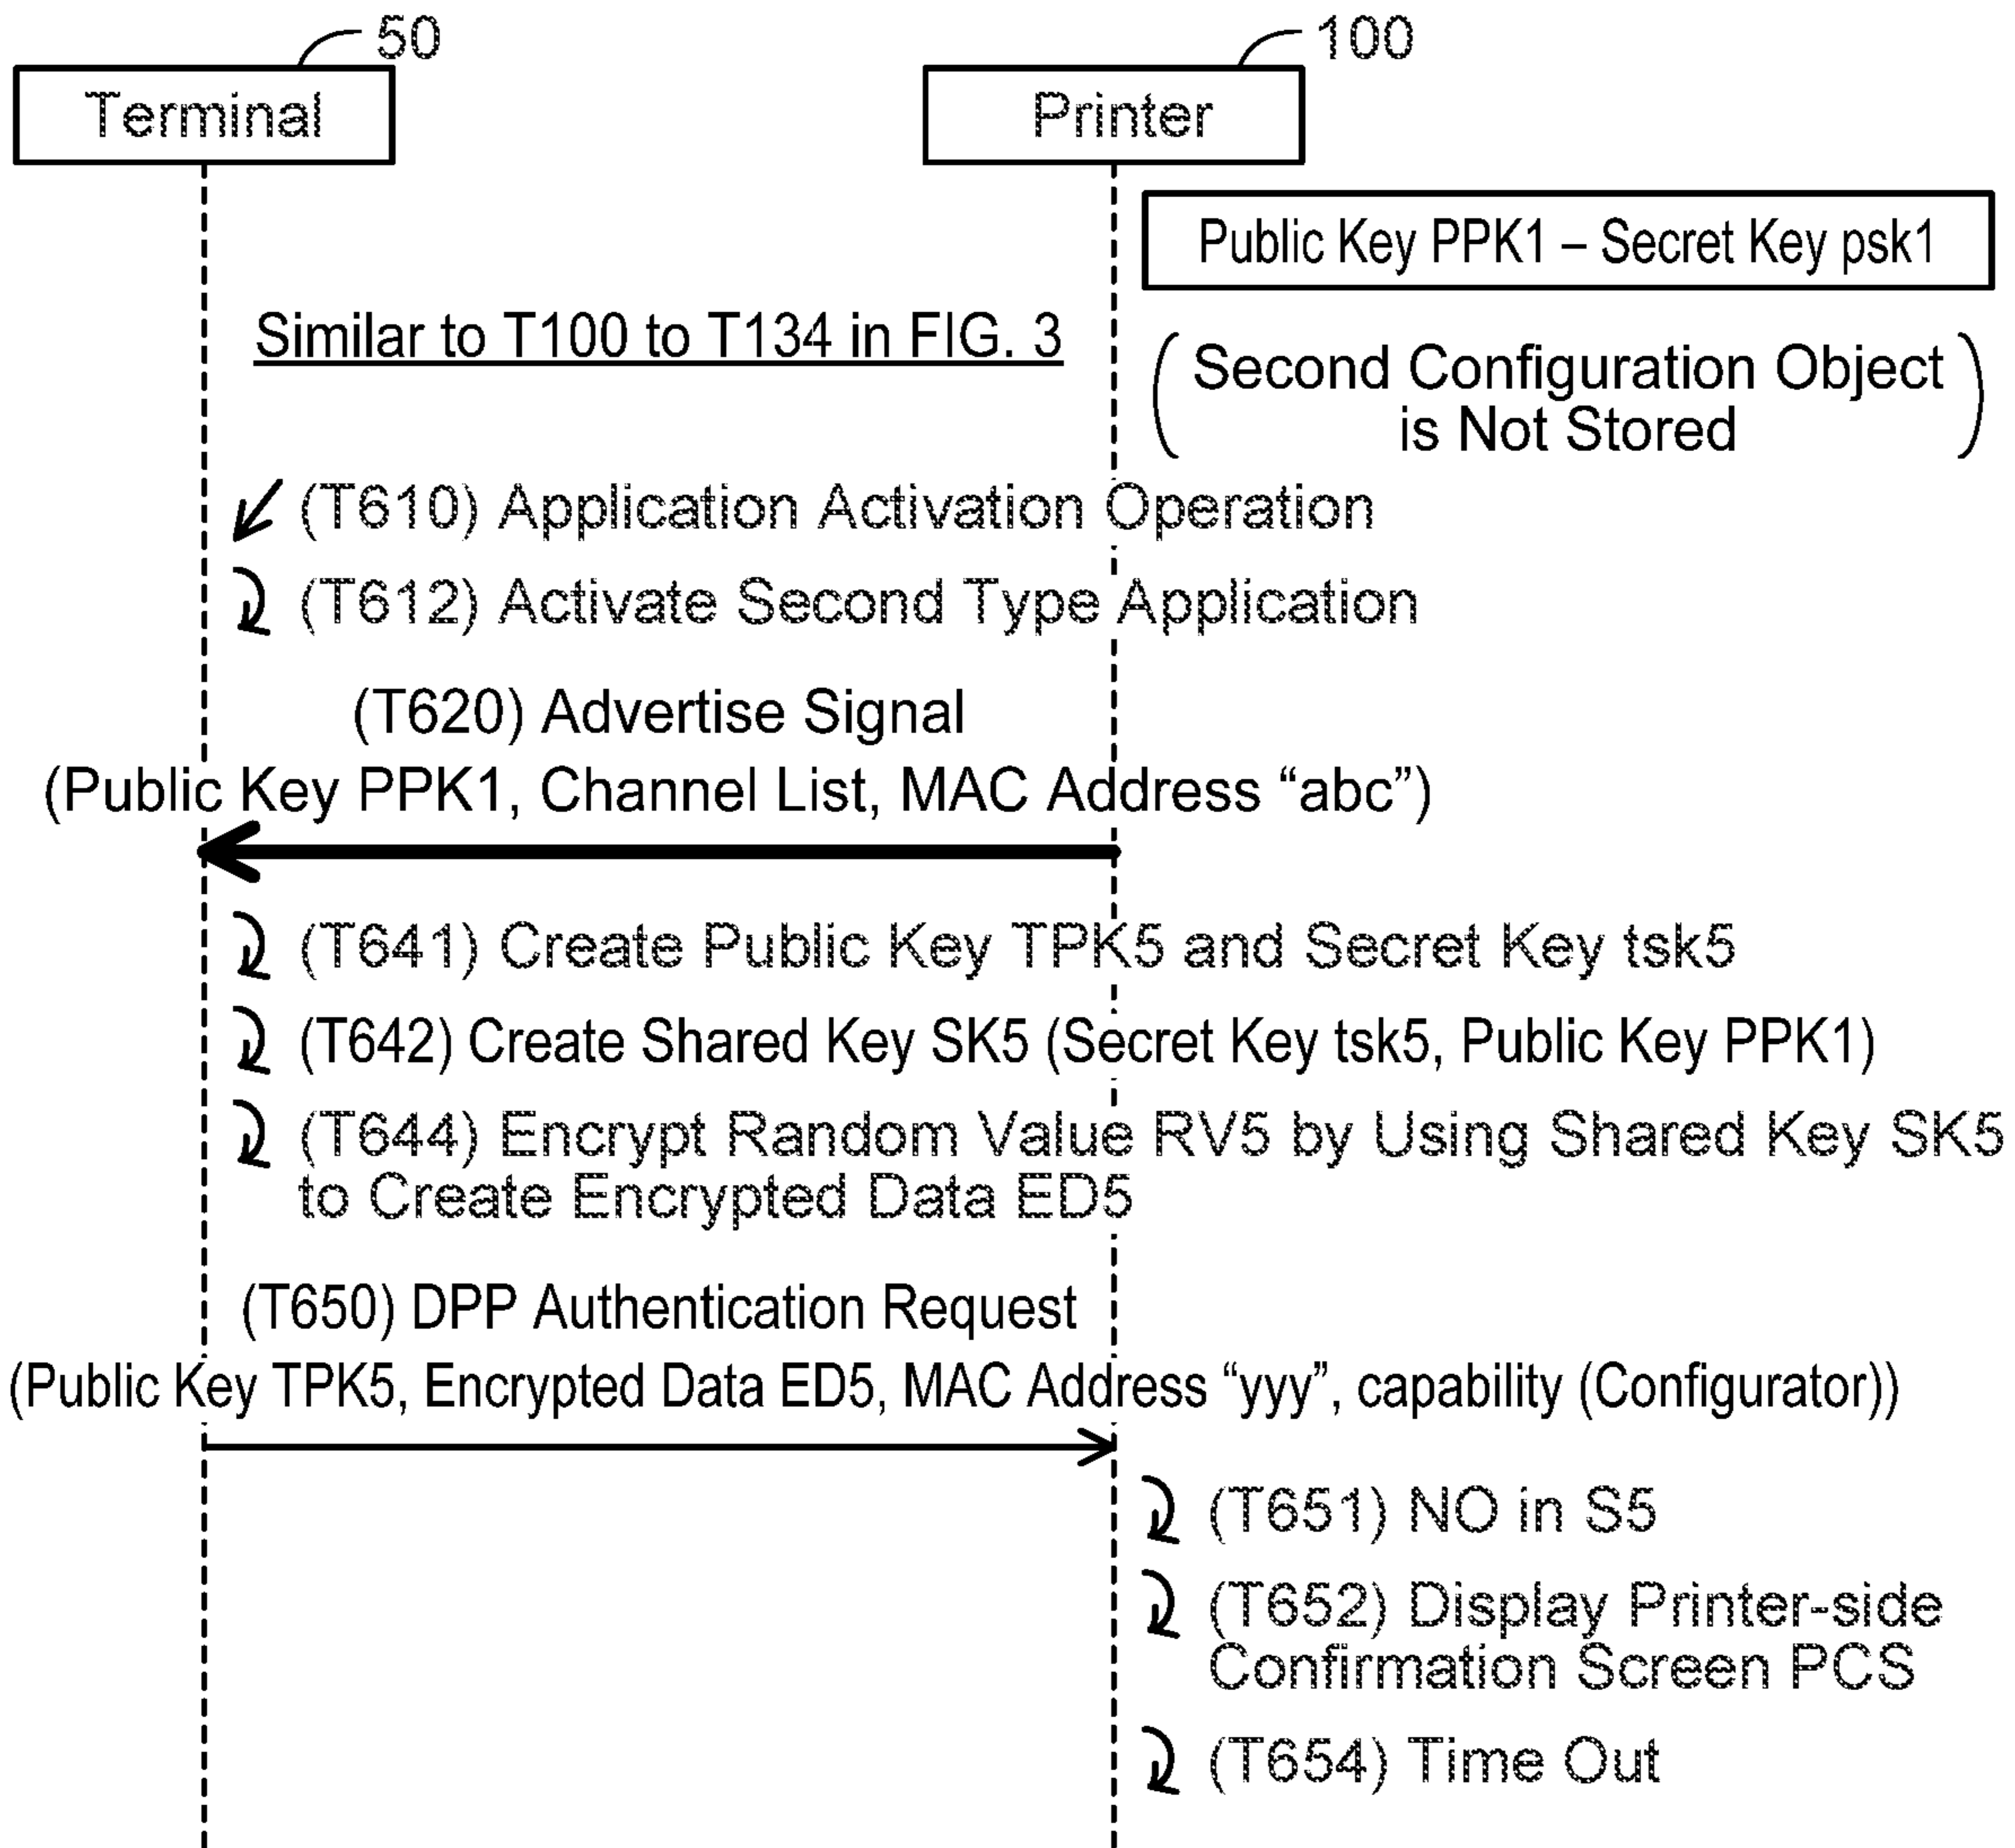 50
100
Terminal
Printer
Public Key PPK1 – Secret Key psk1
Similar to T100 to T134 in FIG. 3
(Second Configuration Object
is Not Stored)
(T610) Application Activation Operation
(T612) Activate Second Type Application
(T620) Advertise Signal
(Public Key PPK1, Channel List, MAC Address “abc”)
(T641) Create Public Key TPK5 and Secret Key tsk5
(T642) Create Shared Key SK5 (Secret Key tsk5, Public Key PPK1)
(T644) Encrypt Random Value RV5 by Using Shared Key SK5
to Create Encrypted Data ED5
(T650) DPP Authentication Request
(Public Key TPK5, Encrypted Data ED5, MAC Address “yyy”, capability (Configurator))
(T651) NO in S5
(T652) Display Printer-side
Confirmation Screen PCS
(T654) Time Out